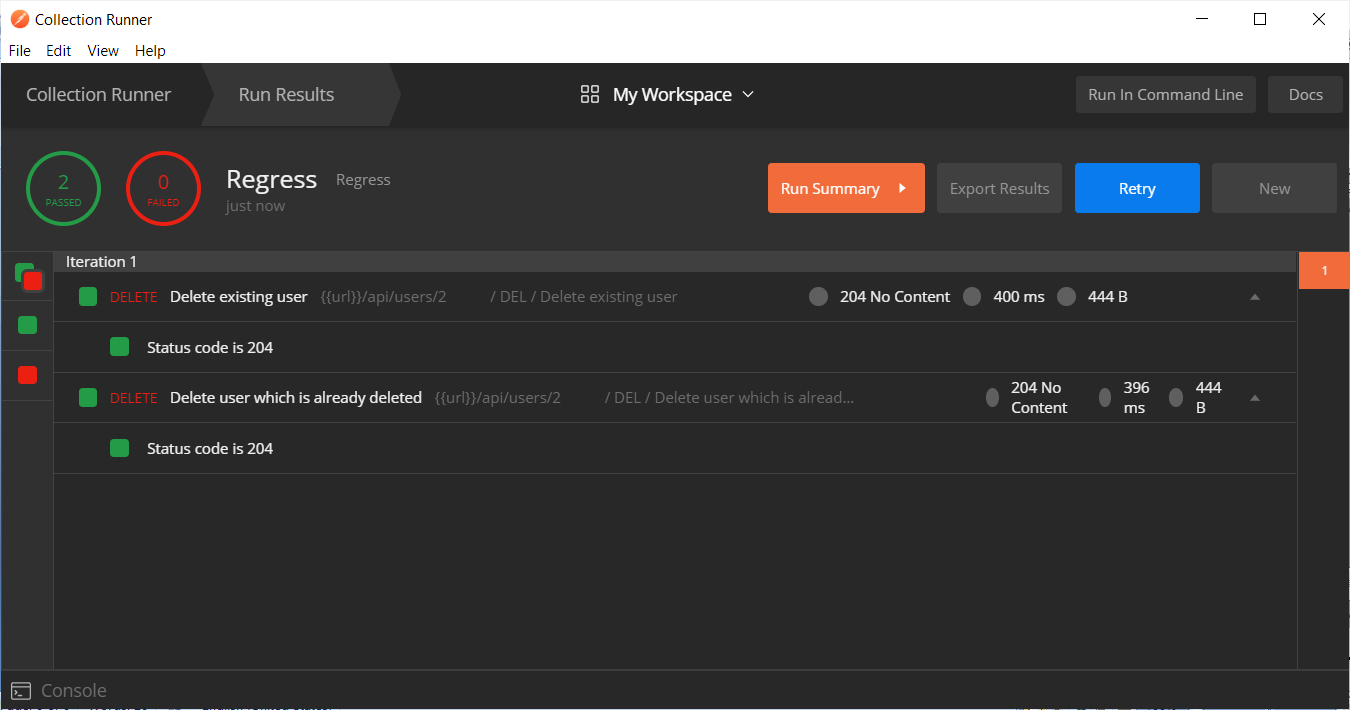 Collection Runner
File Edit View Help
Collection Runner Run Results My Workspace Run In Command Line Docs
2 PASSED
0 FAILED
Regress Regress
just now
Run Summary Export Results Retry New
Iteration 1
1
DELETE Delete existing user {{url}}/api/users/2 / DEL / Delete existing user 204 No Content 400 ms 444 B
Status code is 204
DELETE Delete user which is already deleted {{url}}/api/users/2 / DEL / Delete user which is alread... 204 No Content 396 ms 444 B
Status code is 204
Console